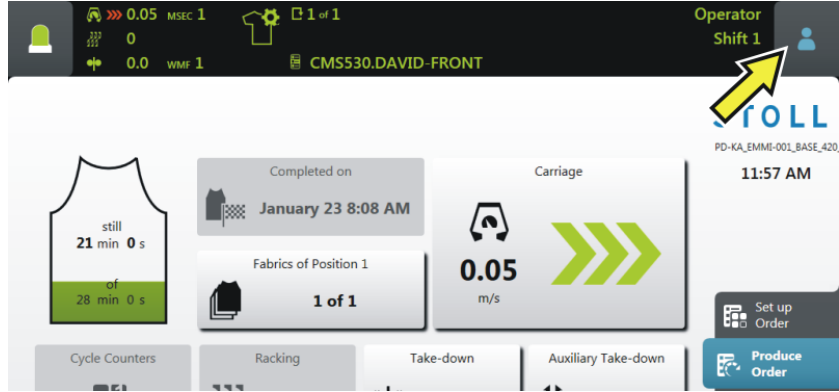 0.05 MSEC 1
1 of 1
Operator
0
Shift 1
0.0 WMF 1
CMS530.DAVID-FRONT
STOLL
PD-KA_EMMI-001_BASE_420_
11:57 AM
still
21 min 0 s
of
28 min 0 s
Completed on
January 23 8:08 AM
Fabrics of Position 1
1 of 1
Carriage
0.05
m/s
Set up
Order
Produce
Order
Cycle Counters
Racking
Take-down
Auxiliary Take-down